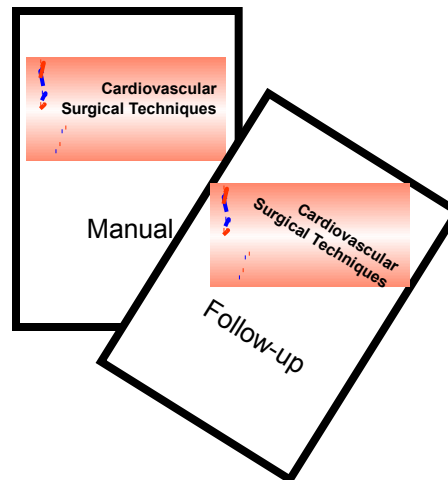 Cardiovascular
Surgical Techniques
Manual
Cardiovascular
Surgical Techniques
Follow-up